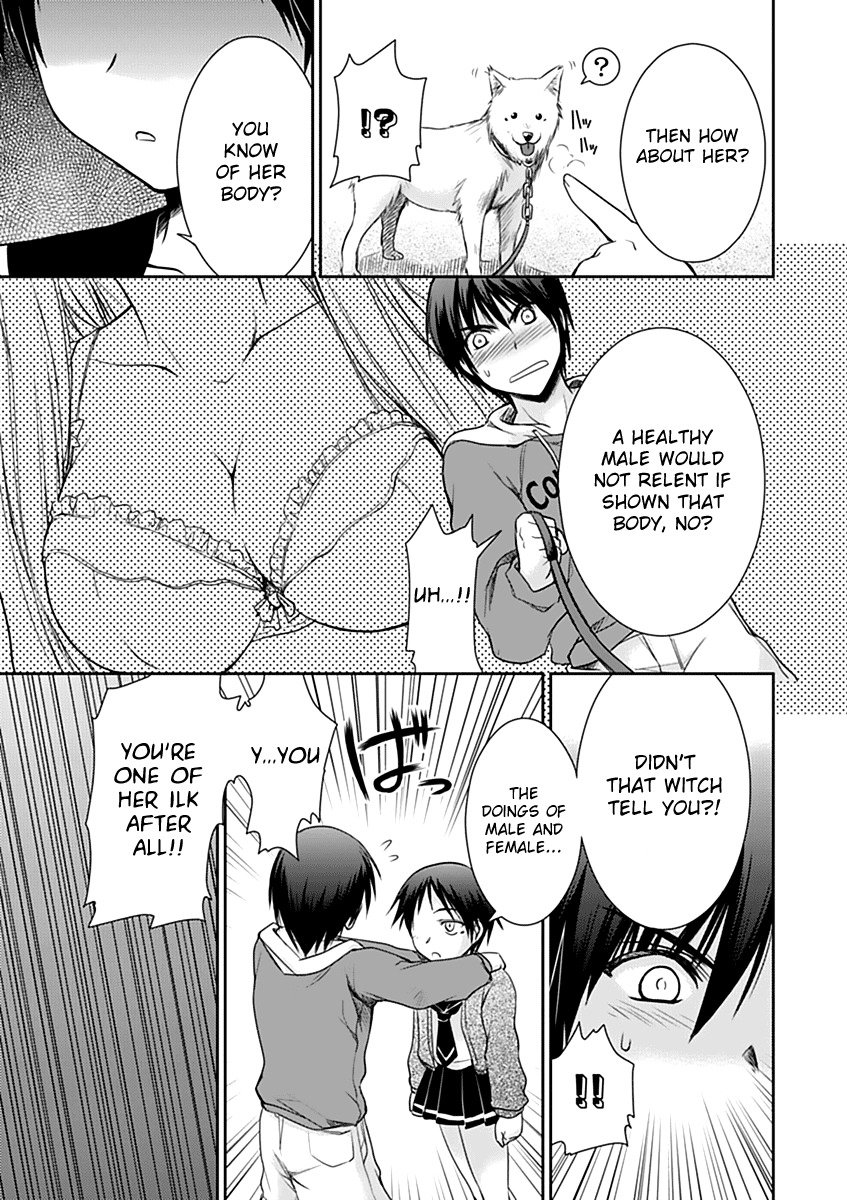 THEN HOW
ABOUT HER?
?
ハッ
ハッ
!?
YOU
KNOW
OF HER
BODY?
A HEALTHY
MALE WOULD
NOT RELENT IF
SHOWN THAT
BODY, NO?
CO
UH...!!
DIDN'T
THAT WITCH
TELL YOU?!
!!
THE
DOINGS OF
MALE AND
FEMALE...
ばっ
Y...YOU
YOU'RE
ONE OF
HER ILK
AFTER
ALL!!